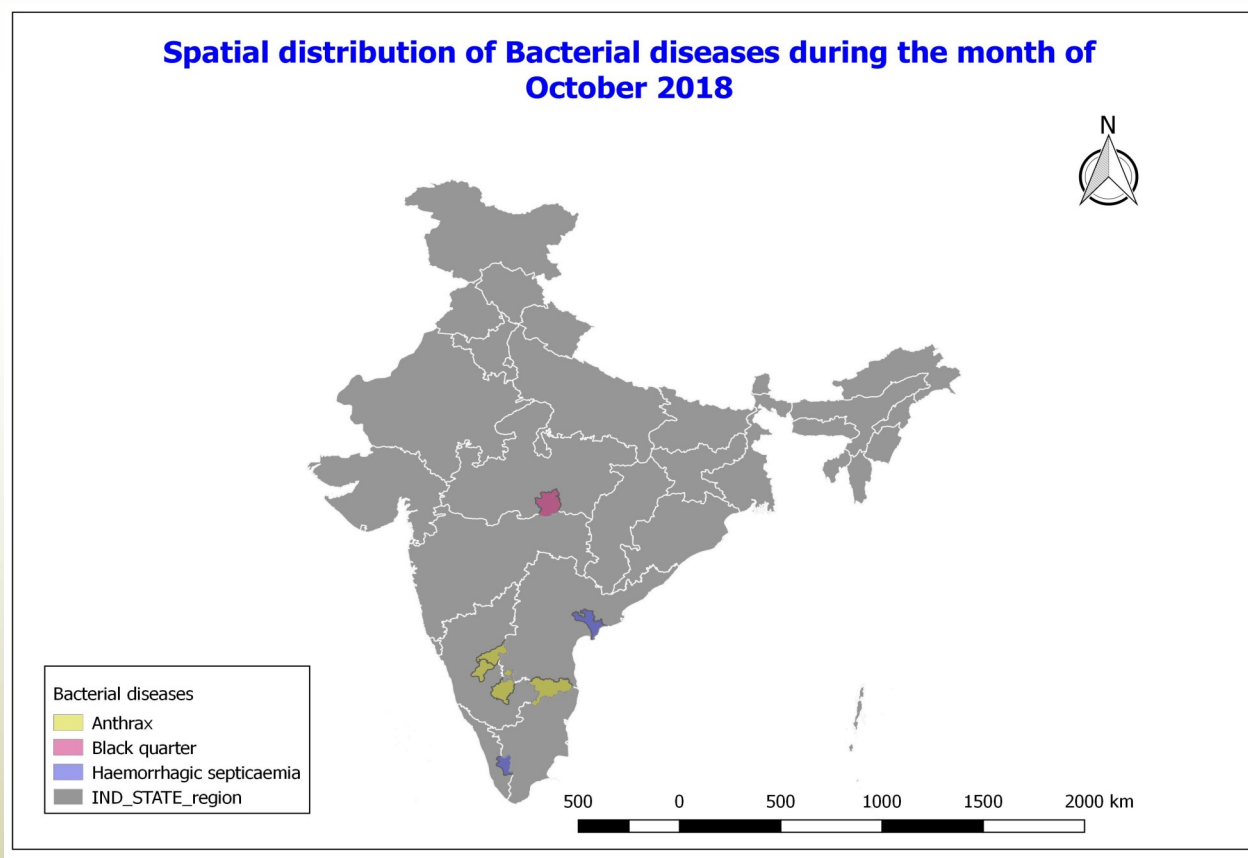 Spatial distribution of Bacterial diseases during the month of
October 2018
N
Bacterial diseases
Anthrax
Black quarter
Haemorrhagic septicaemia
IND_STATE_region
500 0 500 1000 1500 2000 km